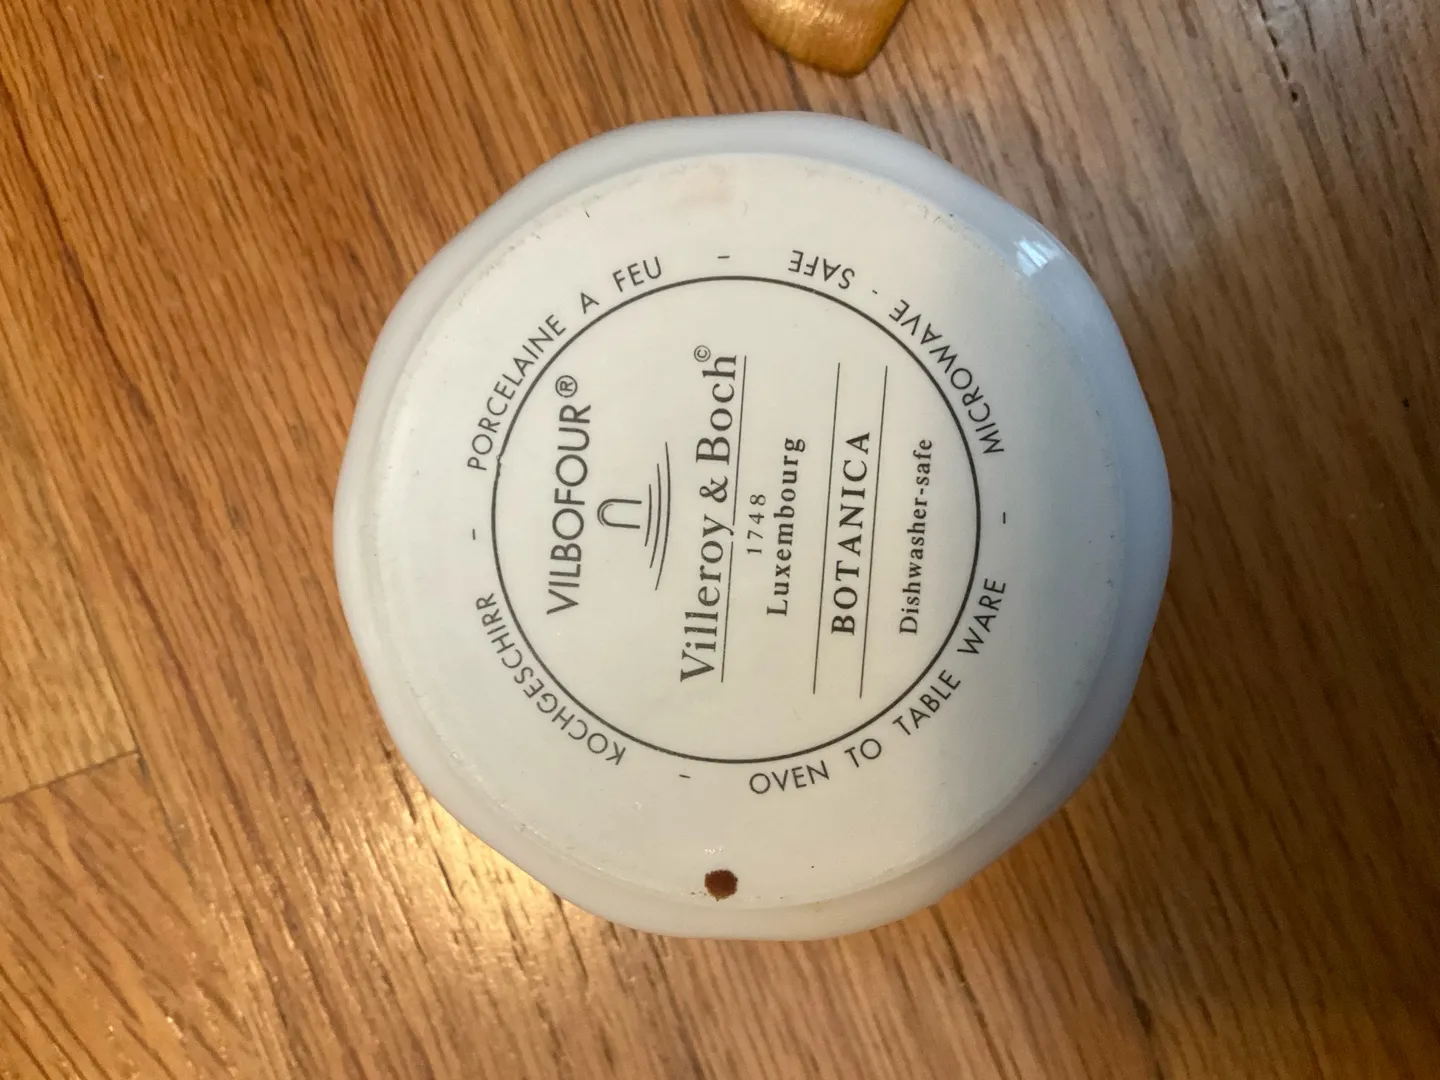 VILBOFOUR®
Villeroy & Boch©
1748
Luxembourg
BOTANICA
Dishwasher-safe
KOCHGESCHIRR - PORCELAINE A FEU - MICROWAVE - SAFE - OVEN TO TABLE WARE -